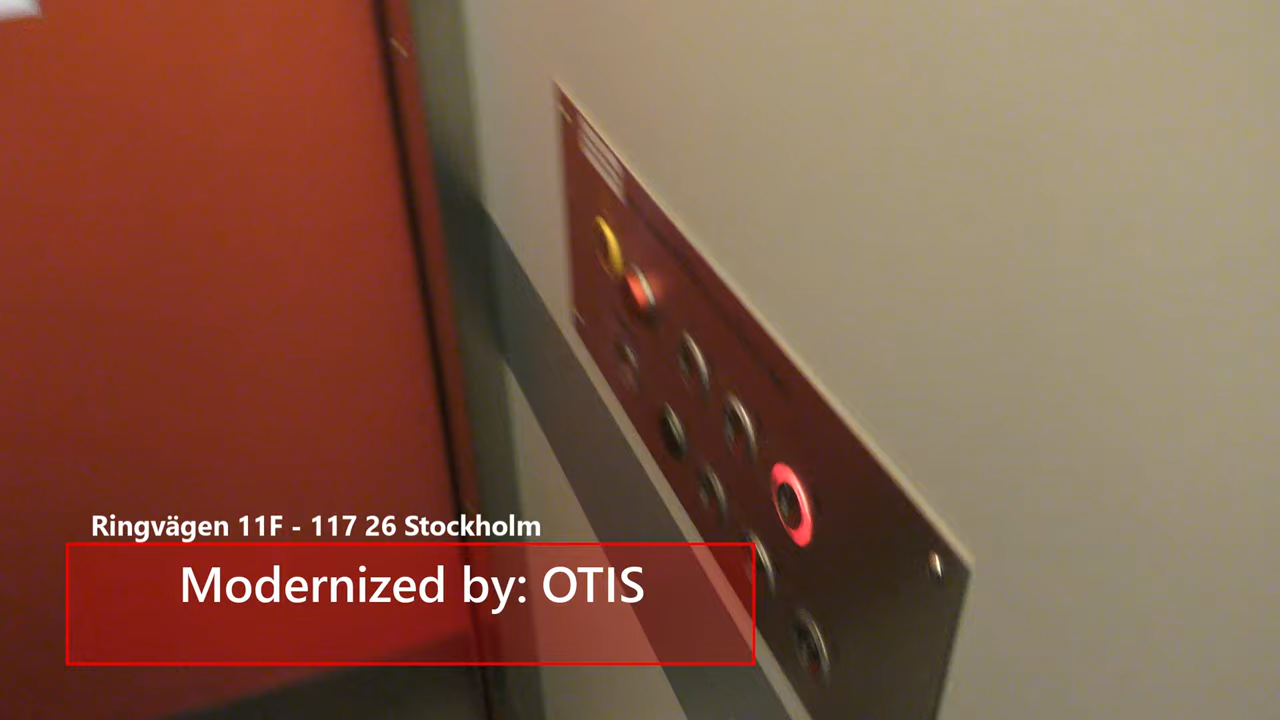 Ringvägen 11F - 117 26 Stockholm
Modernized by: OTIS